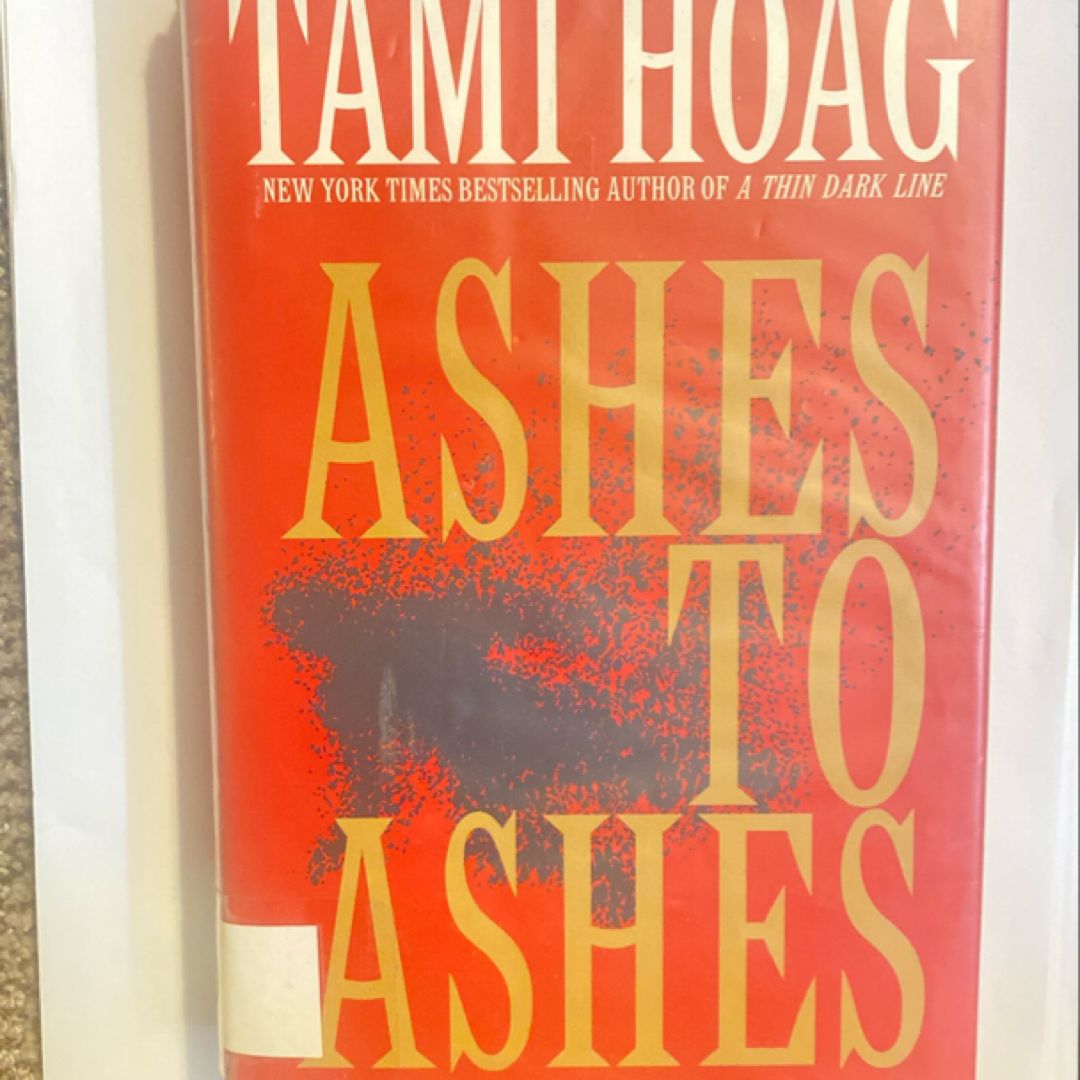 TAMI HOAG
NEW YORK TIMES BESTSELLING AUTHOR OF A THIN DARK LINE
ASHES
TO
ASHES